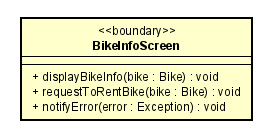 <<boundary>>
BikeInfoScreen
+ displayBikeInfo(bike : Bike) : void
+ requestToRentBike(bike : Bike) : void
+ notifyError(error : Exception) : void